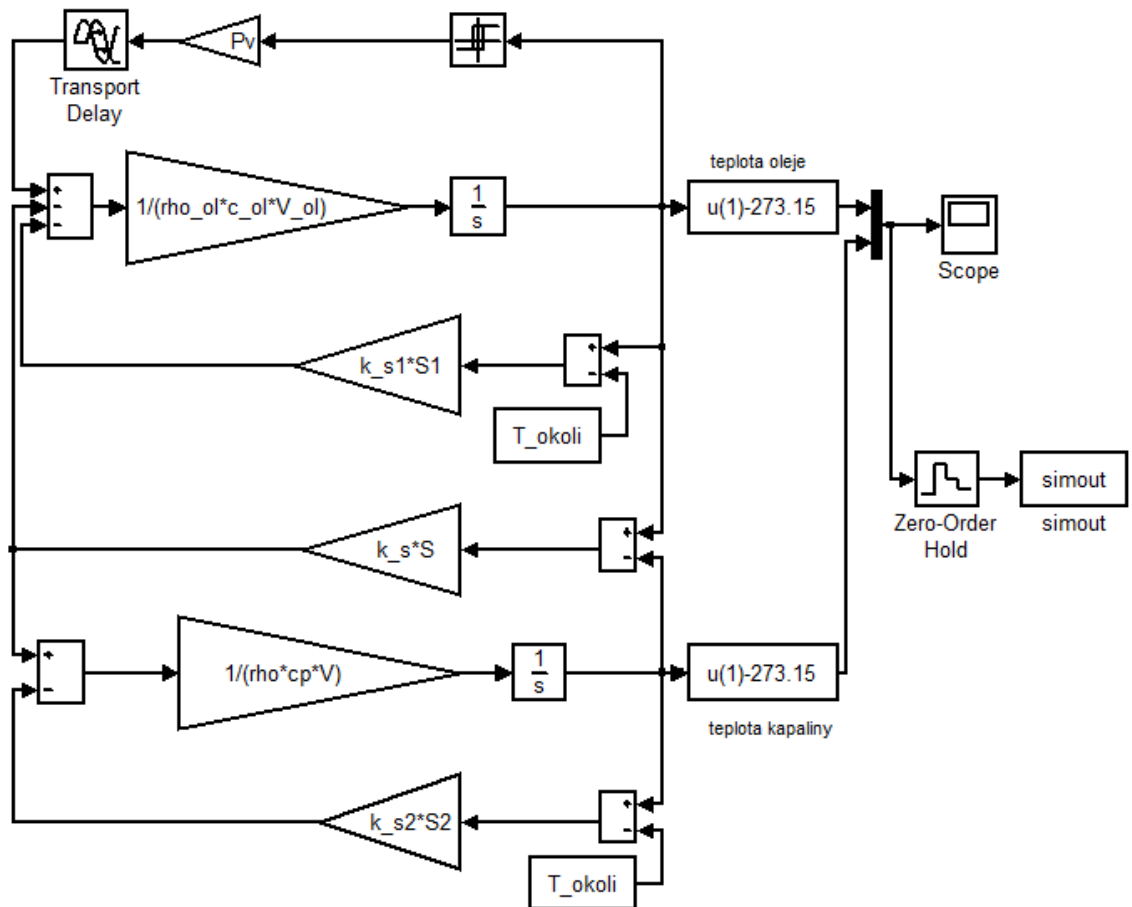 Pv
Transport
Delay
+
-
-
1/(rho_ol*c_ol*V_ol)
1
s
teplota oleje
u(1)-273.15
Scope
k_s1*S1
+
-
T_okoli
k_s*S
+
-
Zero-Order
Hold
simout
simout
+
-
1/(rho*cp*V)
1
s
u(1)-273.15
teplota kapaliny
k_s2*S2
+
-
T_okoli